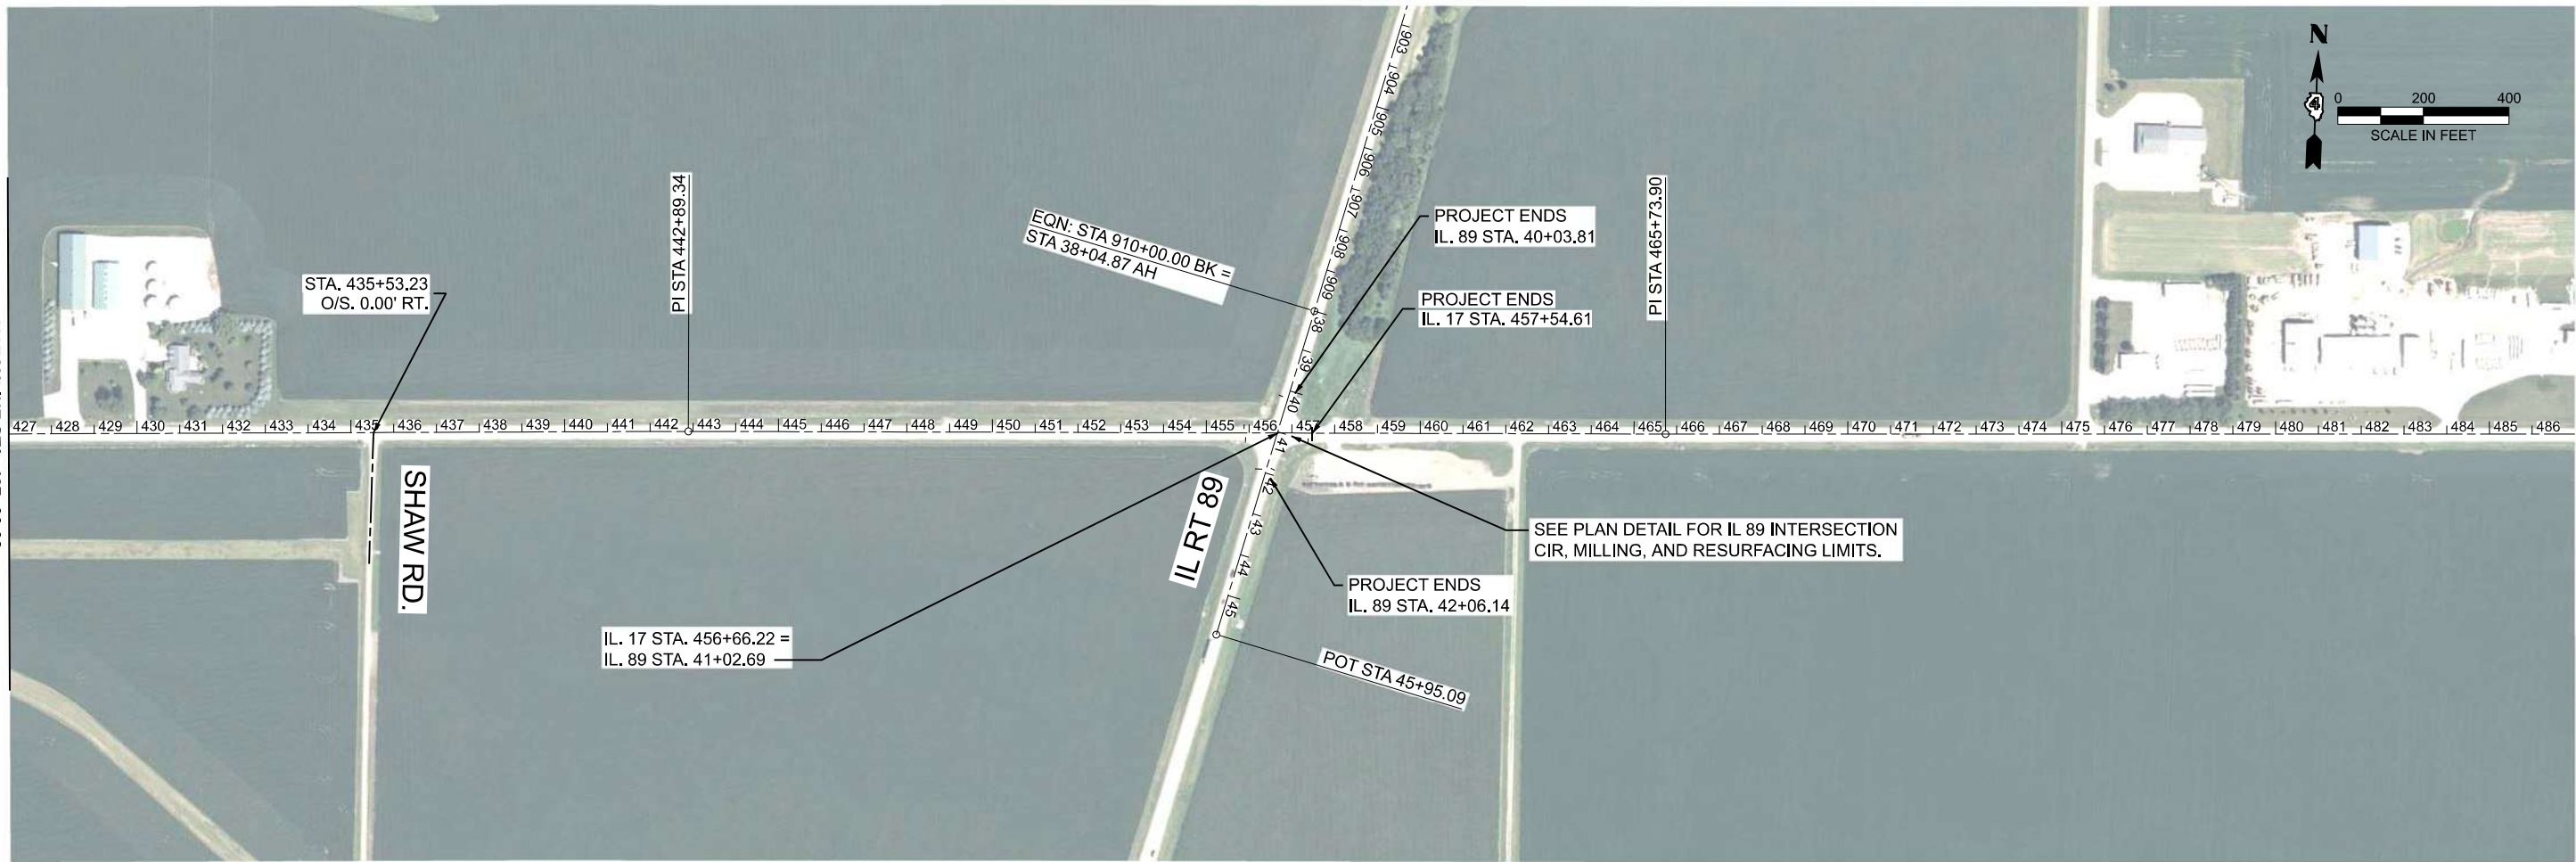 903
904
905
906
907
908
909
38
39
40
41
42
43
44
45
N
4
0 200 400
SCALE IN FEET
PI STA 442+89.34
PI STA 465+73.90
EQN: STA 910+00.00 BK =
STA 38+04.87 AH
PROJECT ENDS
IL. 89 STA. 40+03.81
PROJECT ENDS
IL. 17 STA. 457+54.61
STA. 435+53.23
O/S. 0.00' RT.
427 428 429 430 431 432 433 434 435 436 437 438 439 440 441 442 443 444 445 446 447 448 449 450 451 452 453 454 455 456 457 458 459 460 461 462 463 464 465 466 467 468 469 470 471 472 473 474 475 476 477 478 479 480 481 482 483 484 485 486
SHAW RD.
IL RT 89
SEE PLAN DETAIL FOR IL 89 INTERSECTION
CIR, MILLING, AND RESURFACING LIMITS.
PROJECT ENDS
IL. 89 STA. 42+06.14
IL. 17 STA. 456+66.22 =
IL. 89 STA. 41+02.69
POT STA 45+95.09